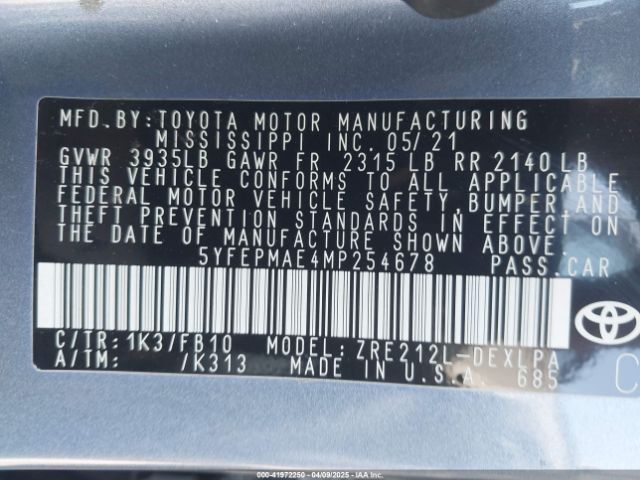 MFD.BY:TOYOTA MOTOR MANUFACTURING
MISSISSIPPI INC. 05/21
GVWR 3935LB GAWR FR 2315 LB RR 2140 LB
THIS VEHICLE CONFORMS TO ALL APPLICABLE
FEDERAL MOTOR VEHICLE SAFETY,BUMPER AND
THEFT PREVENTION STANDARDS IN EFFECT ON
THE DATE OF MANUFACTURE SHOWN ABOVE.
5YFEPMAE4MP254678 PASS.CAR
C/TR:1K3/FB10 MODEL:ZRE212L-DEXLPA
A/TM: /K313 MADE IN U.S.A. 685
C
000-41972250 - 04/09/2025 - IAA Inc.